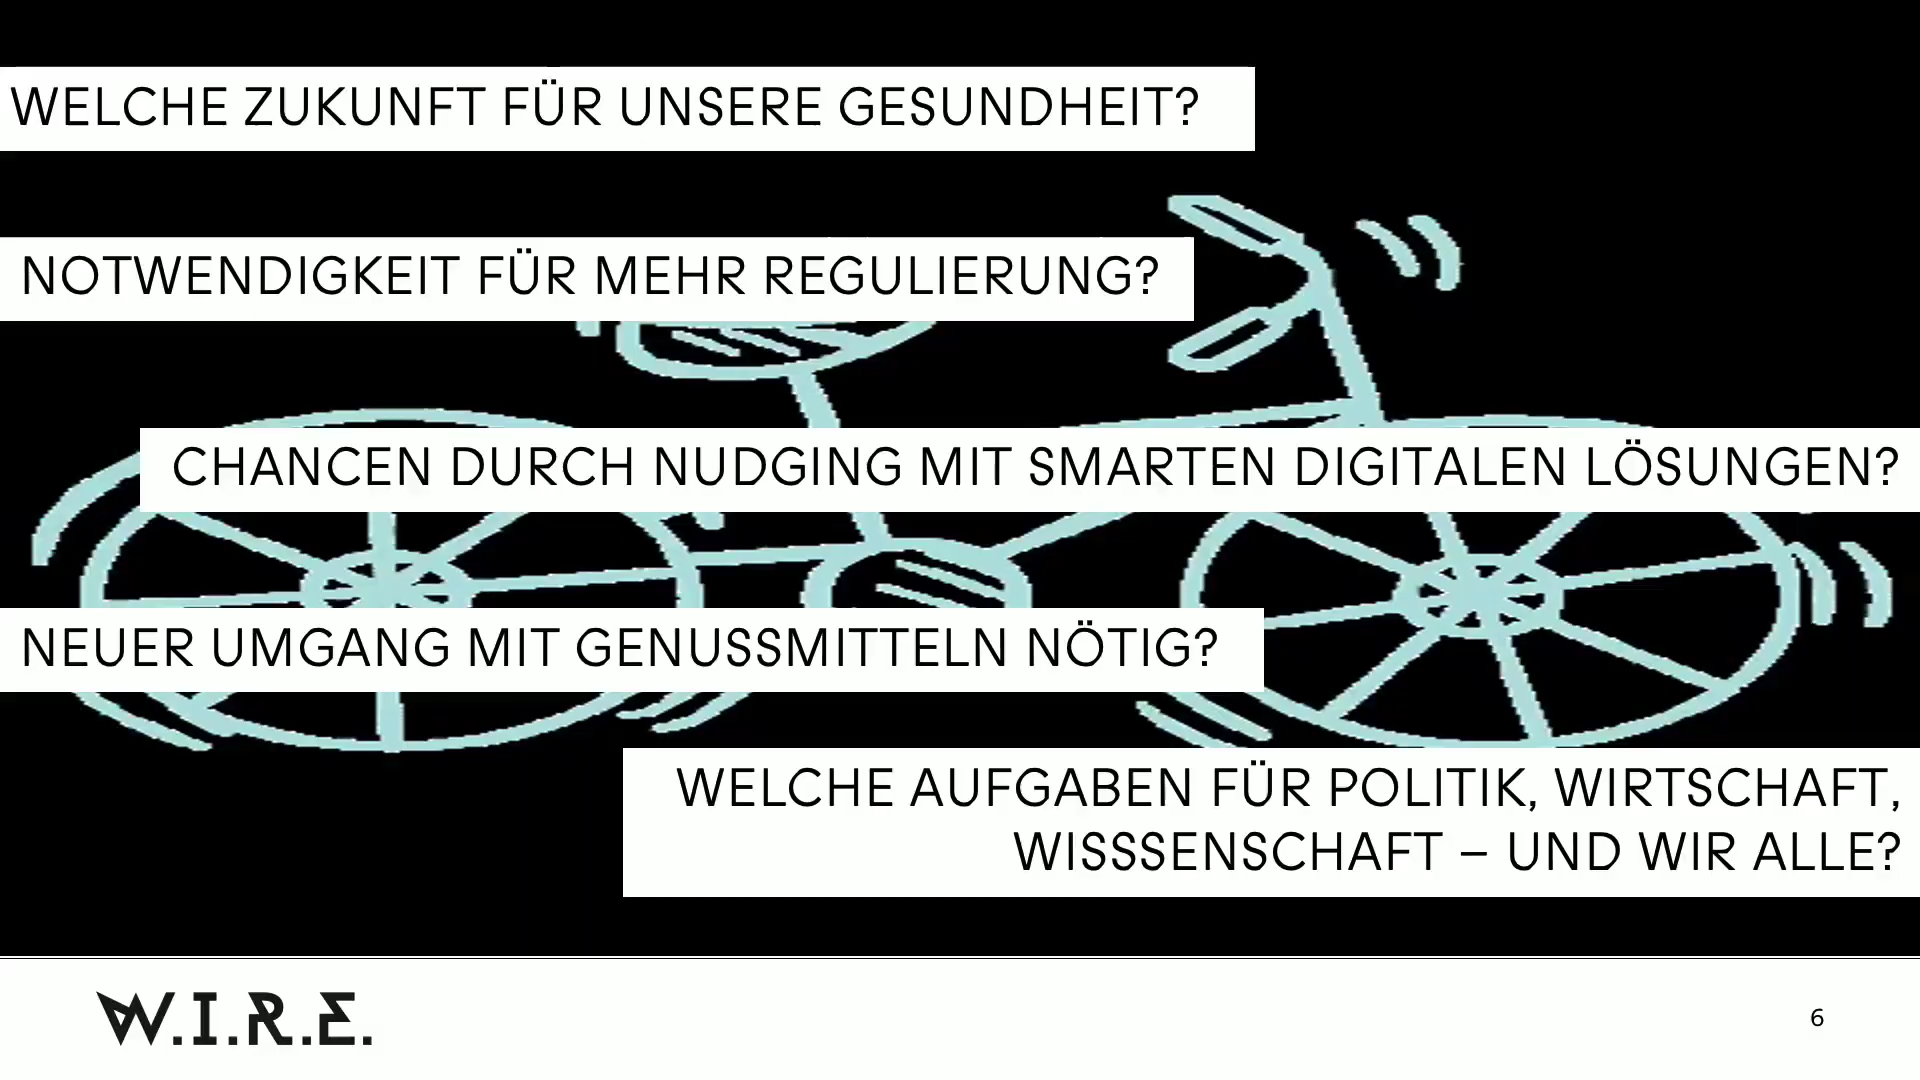 WELCHE ZUKUNFT FÜR UNSERE GESUNDHEIT?
NOTWENDIGKEIT FÜR MEHR REGULIERUNG?
CHANCEN DURCH NUDGING MIT SMARTEN DIGITALEN LÖSUNGEN?
NEUER UMGANG MIT GENUSSMITTELN NÖTIG?
WELCHE AUFGABEN FÜR POLITIK, WIRTSCHAFT,
WISSSENSCHAFT – UND WIR ALLE?
W.I.R.E.
6